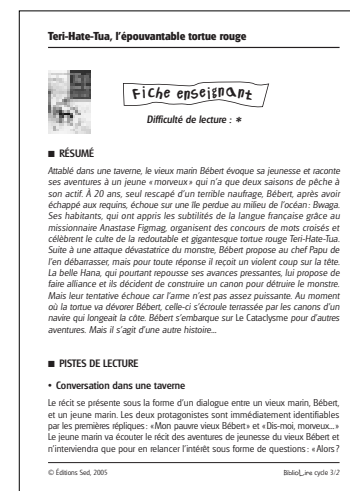 Teri-Hate-Tua, l'épouvantable tortue rouge
Fiche enseignant
Difficulté de lecture : *
■ RÉSUMÉ
Attablé dans une taverne, le vieux marin Bébert évoque sa jeunesse et raconte
ses aventures à un jeune « morveux » qui n'a que deux saisons de pêche à
son actif. À 20 ans, seul rescapé d'un terrible naufrage, Bébert, après avoir
échappé aux requins, échoue sur une île perdue au milieu de l'océan : Bwaga.
Ses habitants, qui ont appris les subtilités de la langue française grâce au
missionnaire Anastase Figmag, organisent des concours de mots croisés et
célèbrent le culte de la redoutable et gigantesque tortue rouge Teri-Hate-Tua.
Suite à une attaque dévastatrice du monstre, Bébert propose au chef Papu de
l'en débarrasser, mais pour toute réponse il reçoit un violent coup sur la tête.
La belle Hana, qui pourtant repousse ses avances pressantes, lui propose de
faire alliance et ils décident de construire un canon pour détruire le monstre.
Mais leur tentative échoue car l'arme n'est pas assez puissante. Au moment
où la tortue va dévorer Bébert, celle-ci s'écroule terrassée par les canons d'un
navire qui longeait la côte. Bébert s'embarque sur Le Cataclysme pour d'autres
aventures. Mais il s'agit d'une autre histoire...
■ PISTES DE LECTURE
• Conversation dans une taverne
Le récit se présente sous la forme d'un dialogue entre un vieux marin, Bébert,
et un jeune marin. Les deux protagonistes sont immédiatement identifiables
par les premières répliques : «Mon pauvre vieux Bébert» et «Dis-moi, morveux...»
Le jeune marin va écouter le récit des aventures de jeunesse du vieux Bébert et
n'interviendra que pour en relancer l'intérêt sous forme de questions : «Alors ?
© Éditions Sed, 2005
BiblioLire cycle 3/2